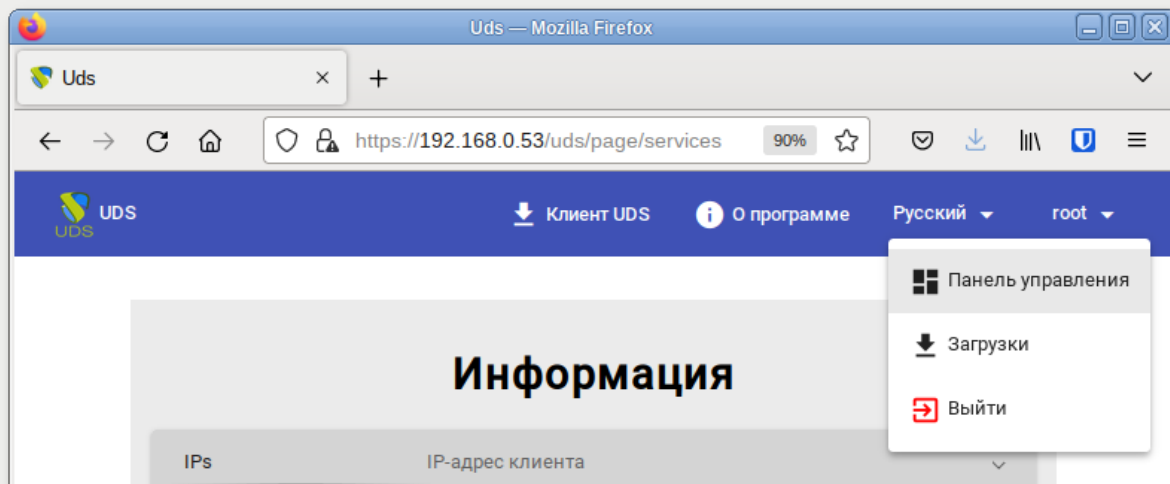 Uds — Mozilla Firefox
Uds
https://192.168.0.53/uds/page/services 90%
UDS UDS Клиент UDS О программе Русский root
Панель управления
Загрузки
Выйти
Информация
IPs IP-адрес клиента